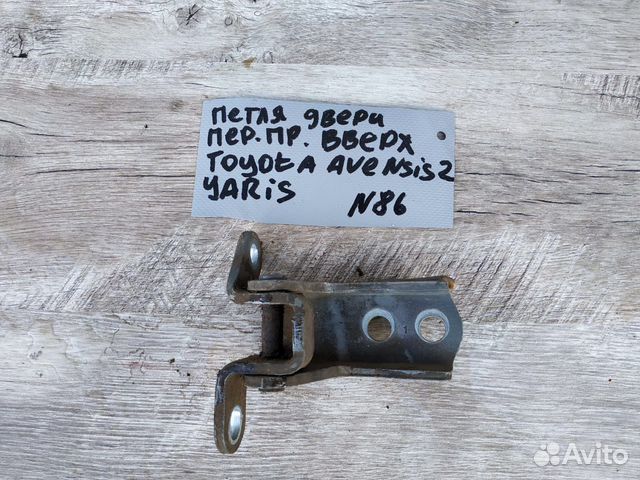 петля двери
пер. пр. вверх
Toyota Avensis 2
Yaris N86
Avito